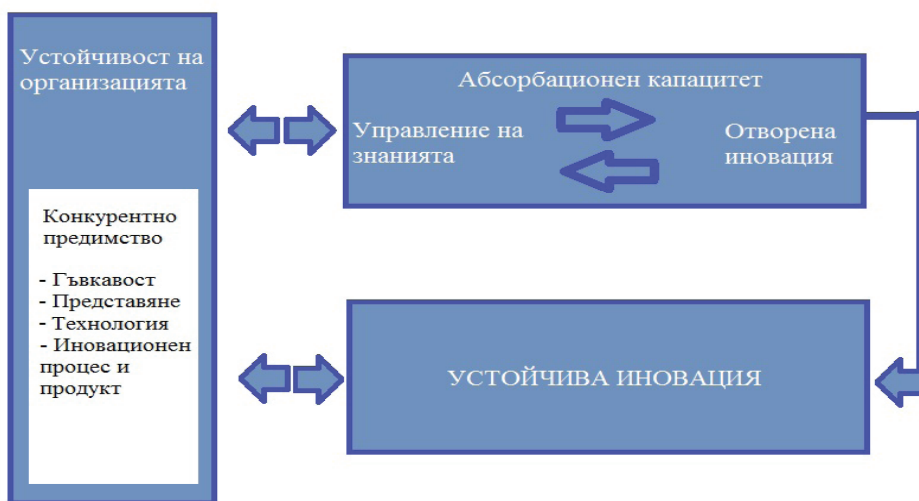 Устойчивост на
организацията
Конкурентно
предимство
- Гъвкавост
- Представяне
- Технология
- Иновационен
процес и
продукт
Абсорбационен капацитет
Управление на
знанията
Отворена
иновация
УСТОЙЧИВА ИНОВАЦИЯ